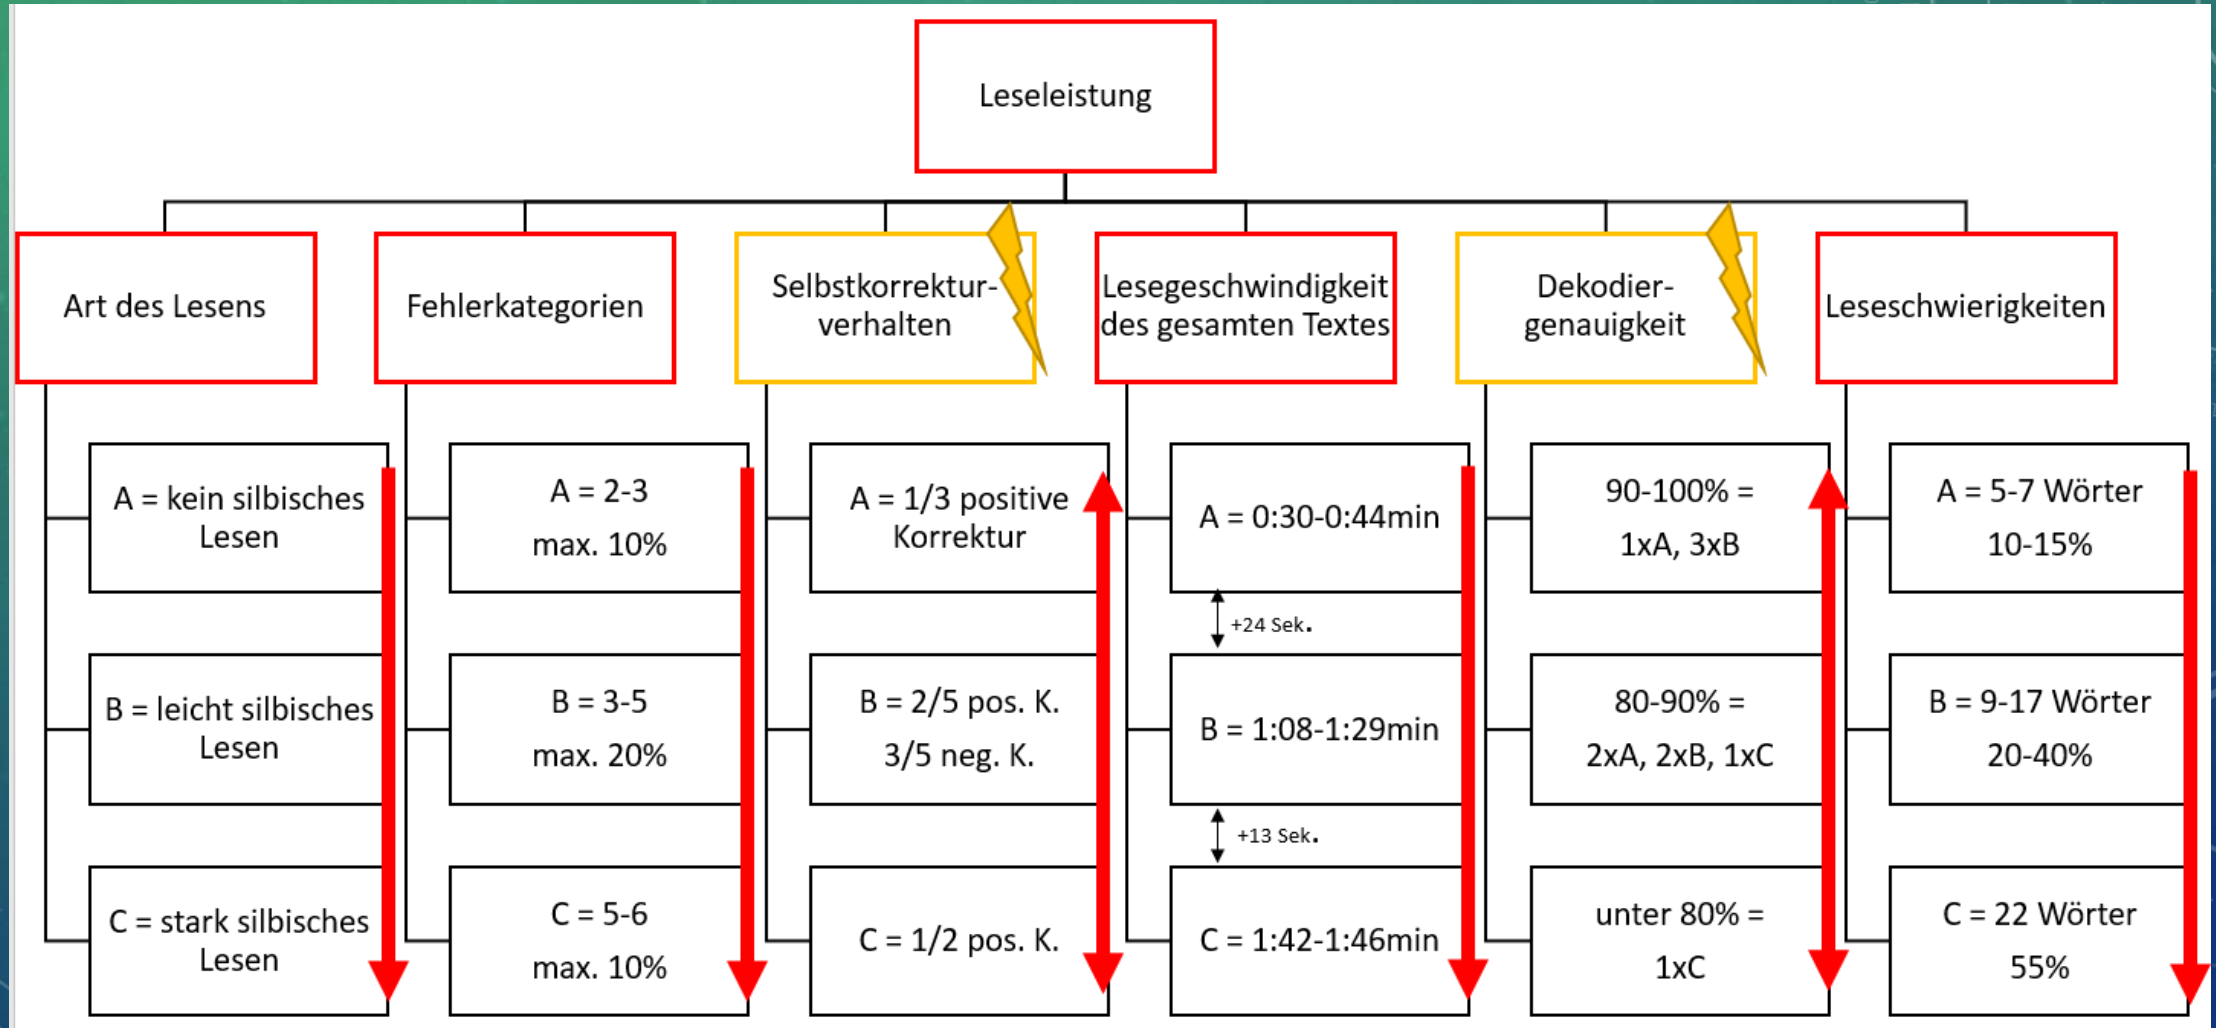 Leseleistung
Art des Lesens
A = kein silbisches
Lesen
B = leicht silbisches
Lesen
C = stark silbisches
Lesen
Fehlerkategorien
A = 2-3
max. 10%
B = 3-5
max. 20%
C = 5-6
max. 10%
Selbstkorrektur-
verhalten
A = 1/3 positive
Korrektur
B = 2/5 pos. K.
3/5 neg. K.
C = 1/2 pos. K.
Lesegeschwindigkeit
des gesamten Textes
A = 0:30-0:44min
+24 Sek.
B = 1:08-1:29min
+13 Sek.
C = 1:42-1:46min
Dekodier-
genauigkeit
90-100% =
1xA, 3xB
80-90% =
2xA, 2xB, 1xC
unter 80% =
1xC
Leseschwierigkeiten
A = 5-7 Wörter
10-15%
B = 9-17 Wörter
20-40%
C = 22 Wörter
55%